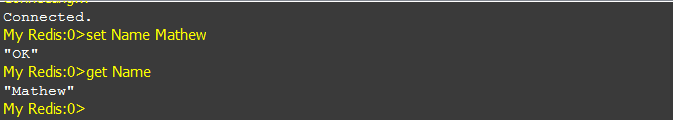 Connected.
My Redis:0>set Name Mathew
"OK"
My Redis:0>get Name
"Mathew"
My Redis:0>